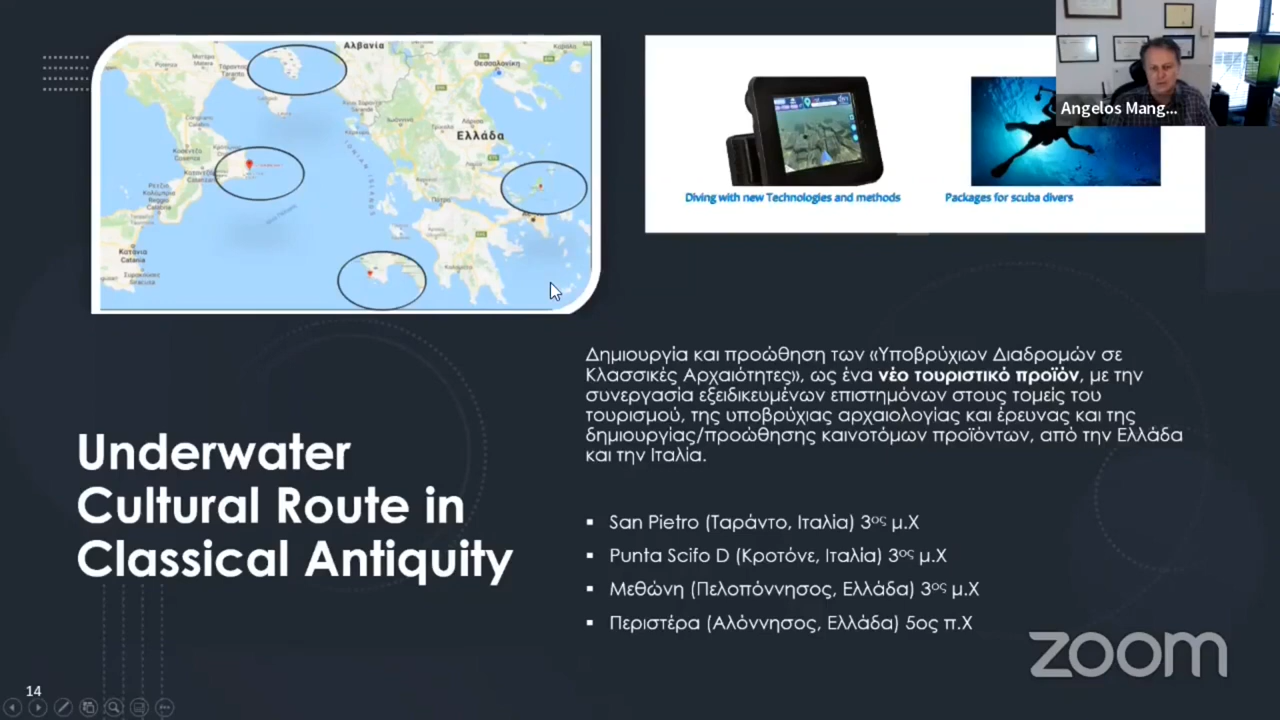 Αλβανία
Θεσσαλονίκη
Ελλάδα
Κατάνια
Catania
Diving with new Technologies and methods
Packages for scuba divers
Angelos Mang...
Underwater
Cultural Route in
Classical Antiquity
Δημιουργία και προώθηση των «Υποβρύχιων Διαδρομών σε
Κλασσικές Αρχαιότητες», ως ένα νέο τουριστικό προϊόν, με την
συνεργασία εξειδικευμένων επιστημόνων στους τομείς του
τουρισμού, της υποβρύχιας αρχαιολογίας και έρευνας και της
δημιουργίας/προώθησης καινοτόμων προϊόντων, από την Ελλάδα
και την Ιταλία.
▪ San Pietro (Ταράντο, Ιταλία) 3ος μ.Χ
▪ Punta Scifo D (Κροτόνε, Ιταλία) 3ος μ.Χ
▪ Μεθώνη (Πελοπόννησος, Ελλάδα) 3ος μ.Χ
▪ Περιστέρα (Αλόννησος, Ελλάδα) 5ος π.Χ
zoom
14